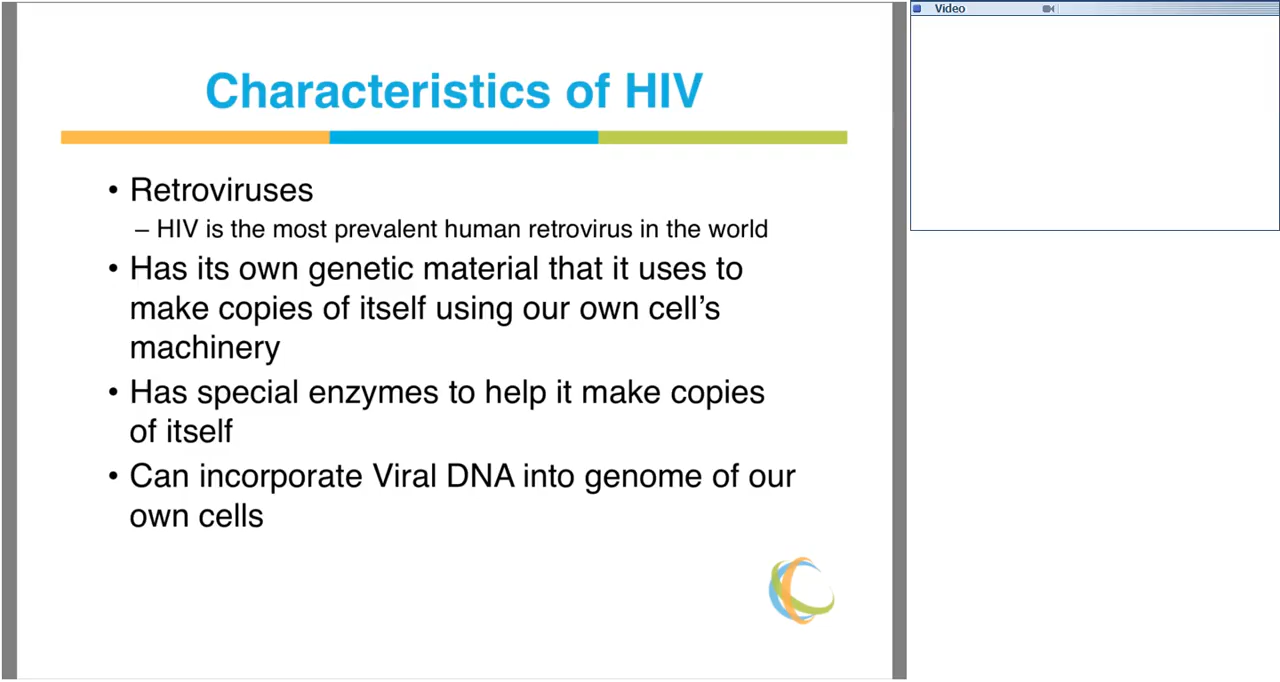 Characteristics of HIV
• Retroviruses
– HIV is the most prevalent human retrovirus in the world
• Has its own genetic material that it uses to
make copies of itself using our own cell’s
machinery
• Has special enzymes to help it make copies
of itself
• Can incorporate Viral DNA into genome of our
own cells
Video